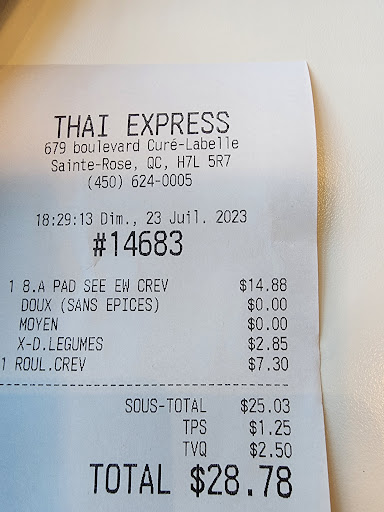 THAI EXPRESS
679 boulevard Curé-Labelle
Sainte-Rose, QC, H7L 5R7
(450) 624-0005
18:29:13 Dim., 23 Juil. 2023
#14683
1 8.A PAD SEE EW CREV $14.88
DOUX (SANS EPICES) $0.00
MOYEN $0.00
X-D.LEGUMES $2.85
1 ROUL.CREV $7.30
SOUS-TOTAL $25.03
TPS $1.25
TVQ $2.50
TOTAL $28.78